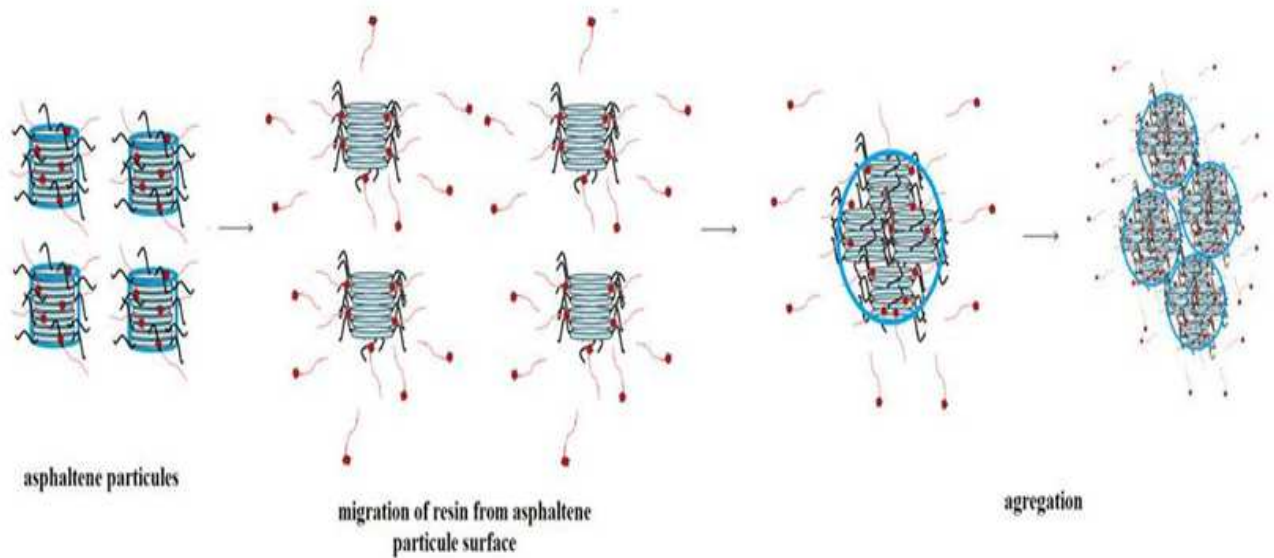 asphaltene particules
migration of resin from asphaltene
particule surface
agregation